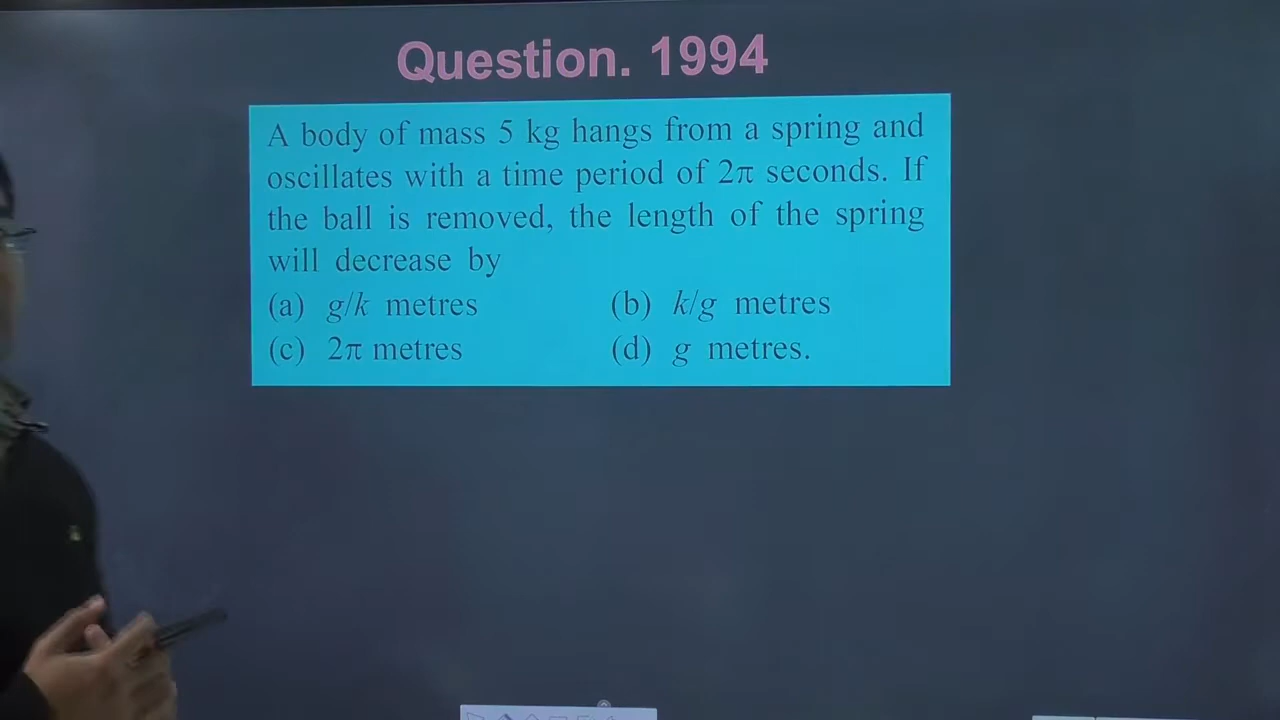 Question. 1994
A body of mass 5 kg hangs from a spring and
oscillates with a time period of 2π seconds. If
the ball is removed, the length of the spring
will decrease by
(a) g/k metres (b) k/g metres
(c) 2π metres (d) g metres.